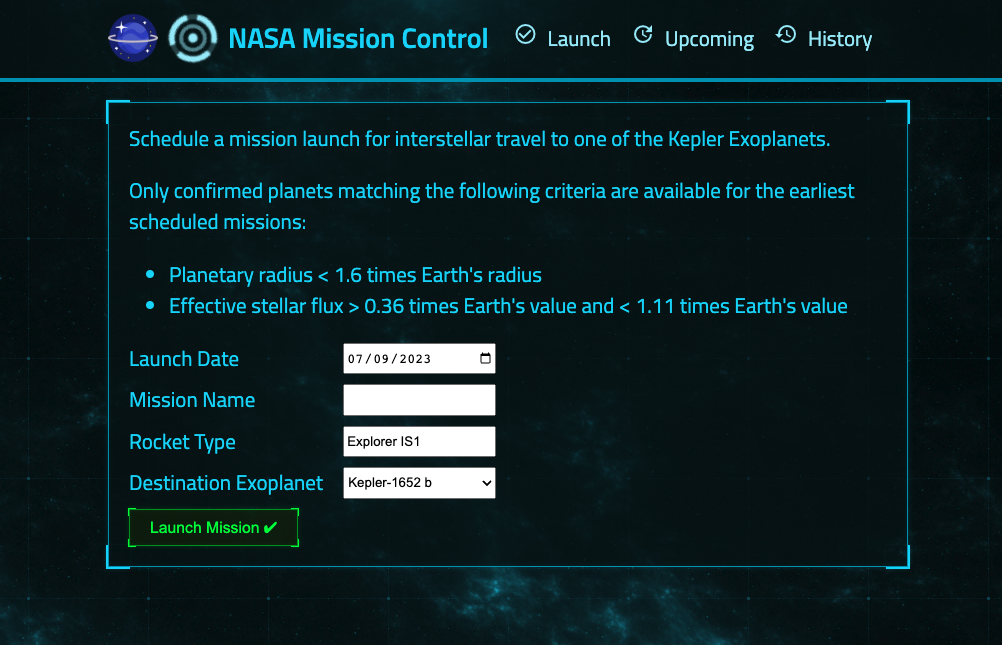 NASA Mission Control Launch Upcoming History
Schedule a mission launch for interstellar travel to one of the Kepler Exoplanets.
Only confirmed planets matching the following criteria are available for the earliest
scheduled missions:
• Planetary radius < 1.6 times Earth's radius
• Effective stellar flux > 0.36 times Earth's value and < 1.11 times Earth's value
Launch Date 07/09/2023
Mission Name
Rocket Type Explorer IS1
Destination Exoplanet Kepler-1652 b
Launch Mission ✔